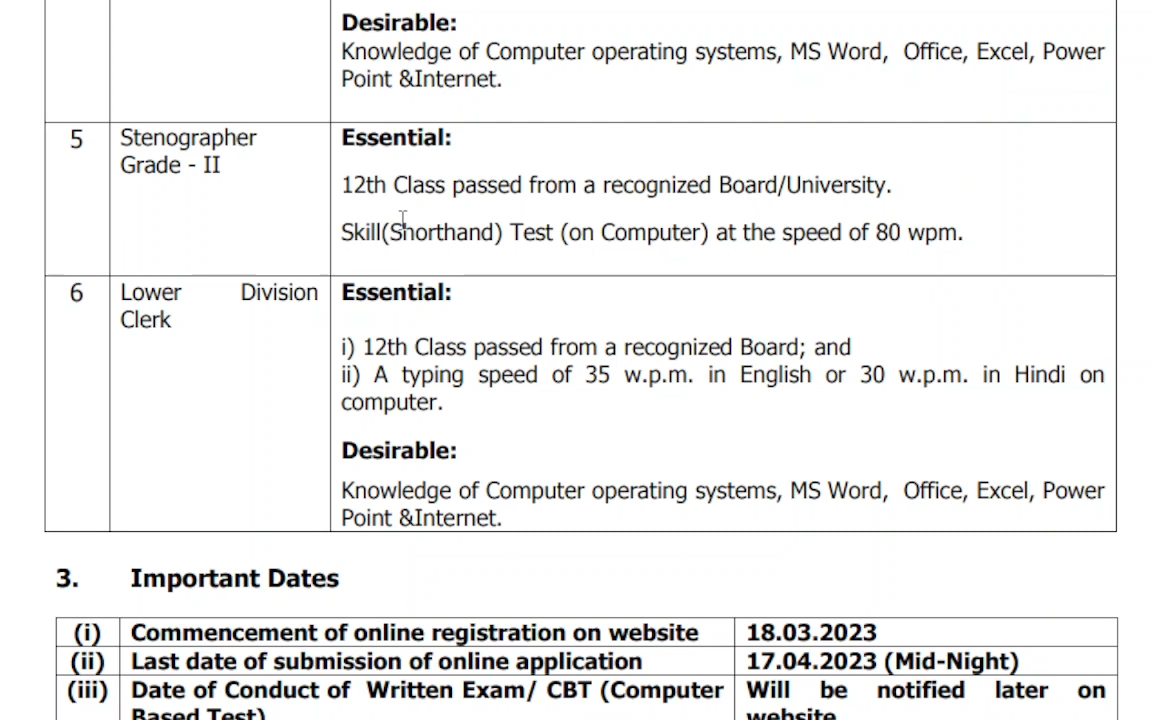 Desirable:
Knowledge of Computer operating systems, MS Word, Office, Excel, Power
Point &Internet.
5 Stenographer Grade - II
Essential:
12th Class passed from a recognized Board/University.
Skill(Shorthand) Test (on Computer) at the speed of 80 wpm.
6 Lower Division Clerk
Essential:
i) 12th Class passed from a recognized Board; and
ii) A typing speed of 35 w.p.m. in English or 30 w.p.m. in Hindi on
computer.
Desirable:
Knowledge of Computer operating systems, MS Word, Office, Excel, Power
Point &Internet.
3. Important Dates
(i) Commencement of online registration on website 18.03.2023
(ii) Last date of submission of online application 17.04.2023 (Mid-Night)
(iii) Date of Conduct of Written Exam/ CBT (Computer Will be notified later on
Based Test) website